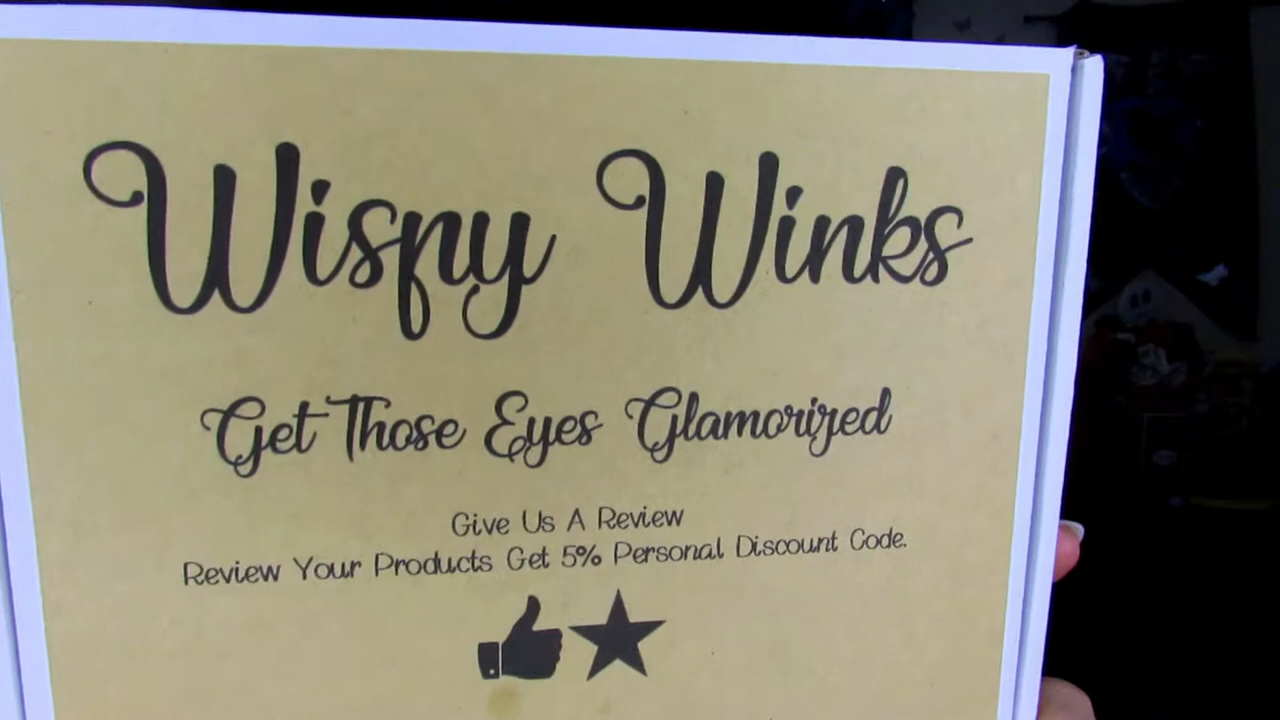 Wispy Winks
Get Those Eyes Glamorized
Give Us A Review
Review Your Products Get 5% Personal Discount Code.